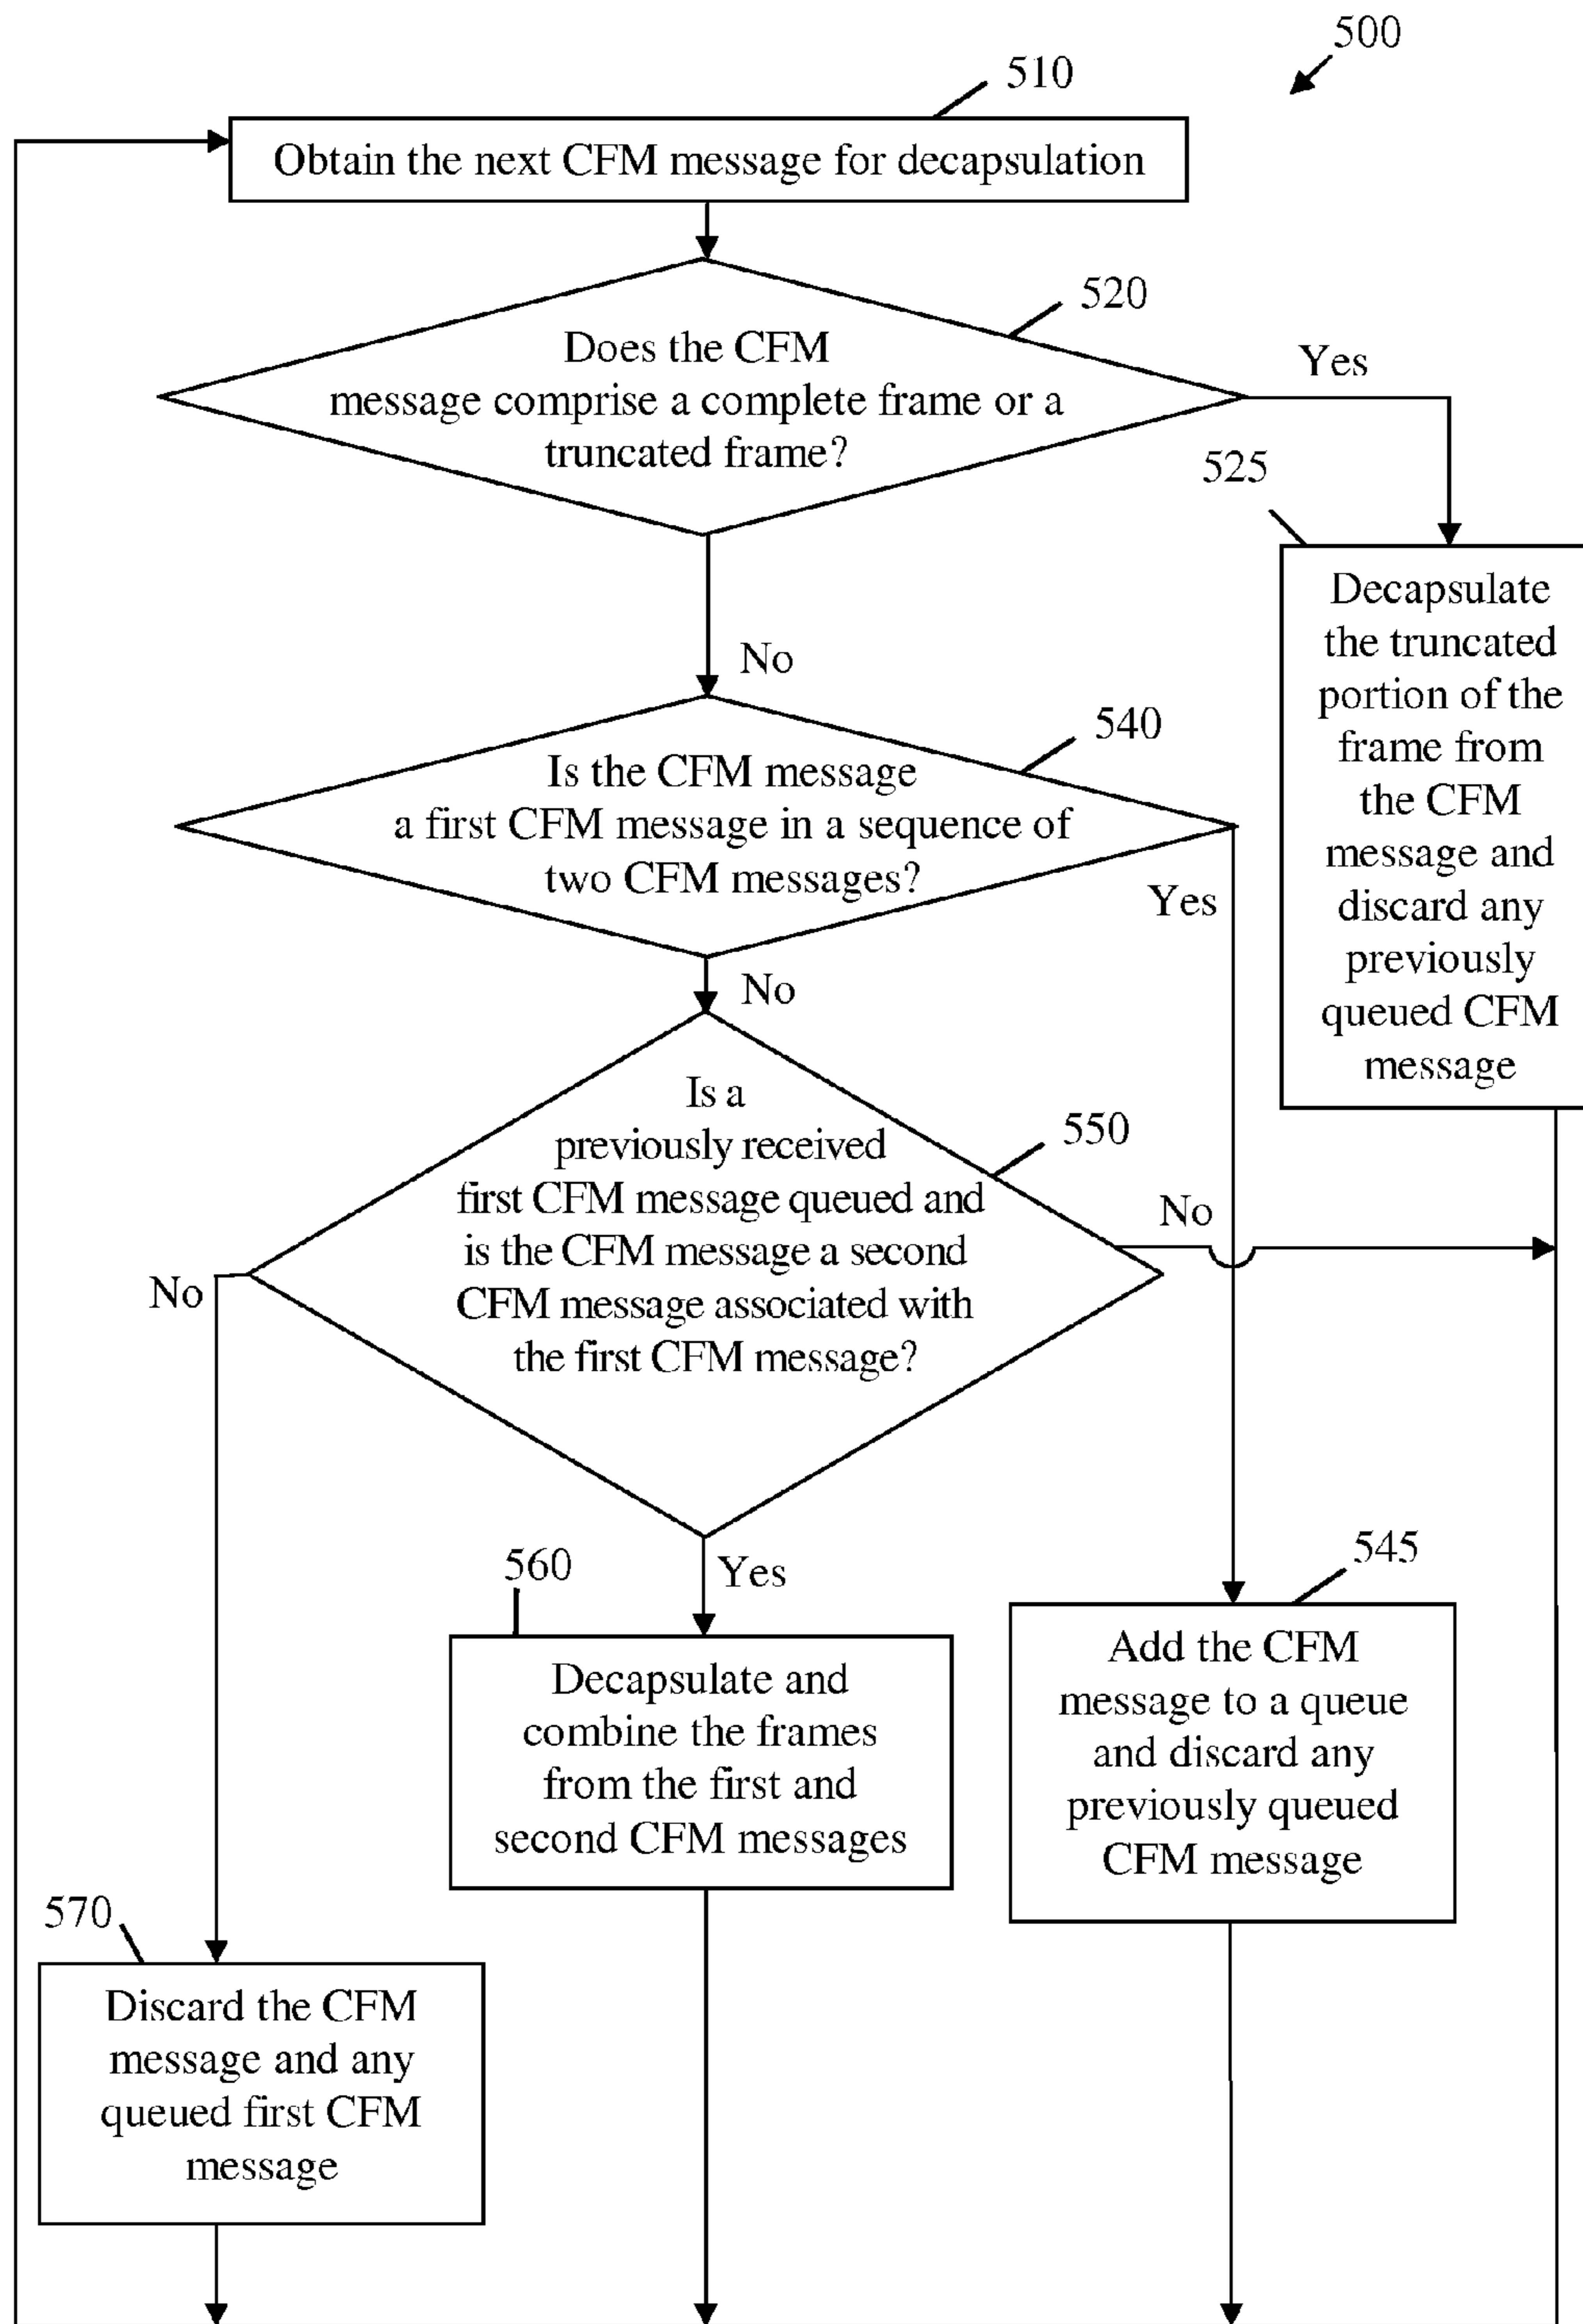 500
510
Obtain the next CFM message for decapsulation
520
Does the CFM
message comprise a complete frame or a
truncated frame?
Yes
525
Decapsulate
the truncated
portion of the
frame from
the CFM
message and
discard any
previously
queued CFM
message
No
540
Is the CFM message
a first CFM message in a sequence of
two CFM messages?
Yes
No
550
Is a
previously received
first CFM message queued and
is the CFM message a second
CFM message associated with
the first CFM message?
No
No
Yes
560
Decapsulate and
combine the frames
from the first and
second CFM messages
545
Add the CFM
message to a queue
and discard any
previously queued
CFM message
570
Discard the CFM
message and any
queued first CFM
message